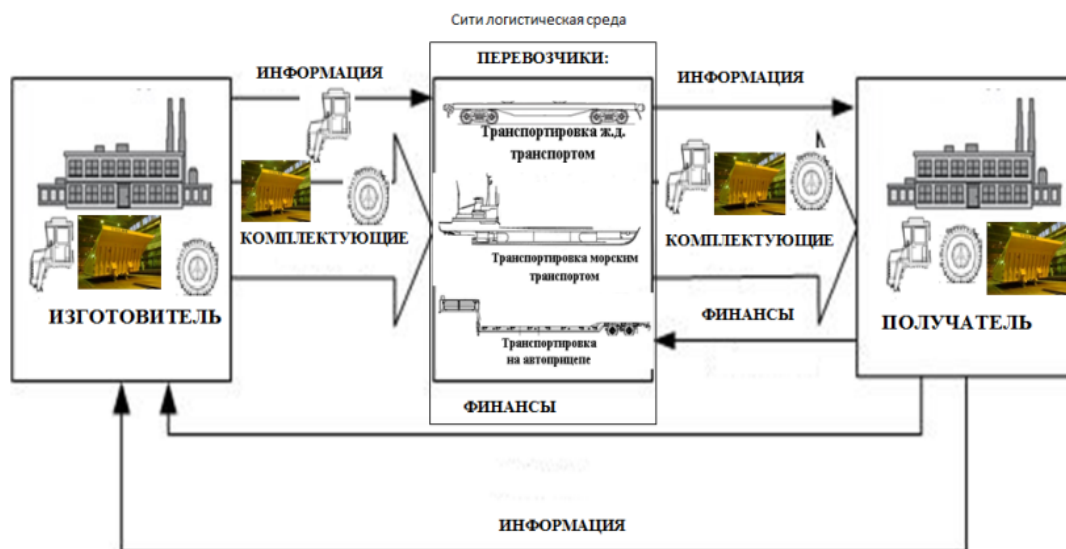 Сити логистическая среда
ПЕРЕВОЗЧИКИ:
ИНФОРМАЦИЯ
ИНФОРМАЦИЯ
Транспортировка ж.д.
транспортом
КОМПЛЕКТУЮЩИЕ
КОМПЛЕКТУЮЩИЕ
Транспортировка морским
транспортом
ИЗГОТОВИТЕЛЬ
ФИНАНСЫ
ПОЛУЧАТЕЛЬ
Транспортировка
на автоприцепе
ФИНАНСЫ
ИНФОРМАЦИЯ